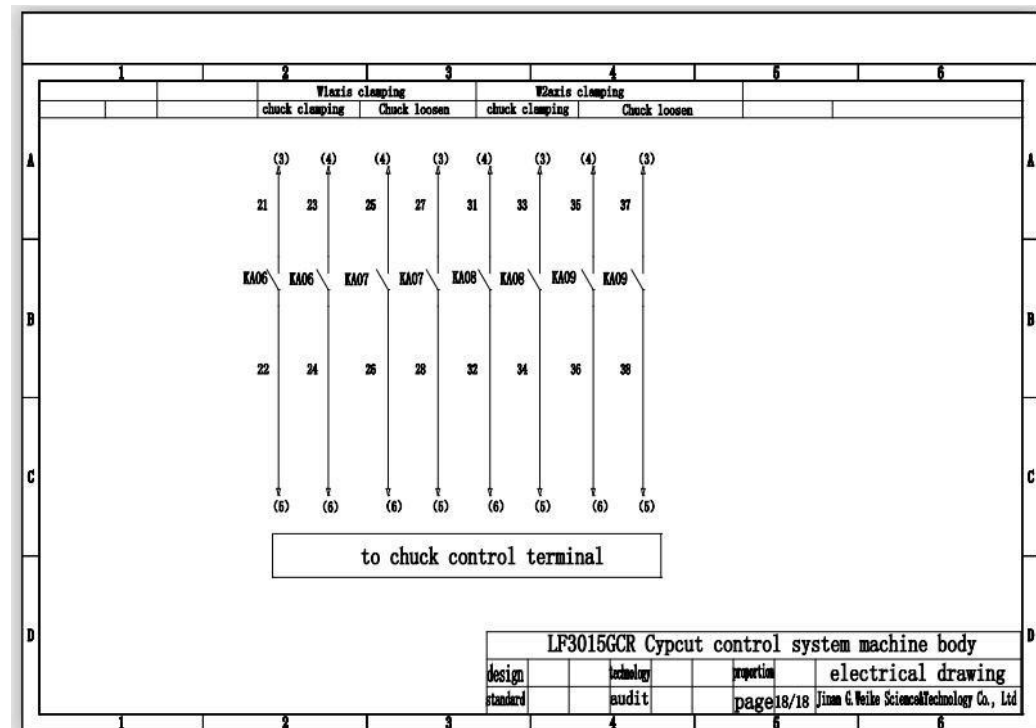 1 2 3 4 5 6
W1axis clamping W2axis clamping
chuck clamping Chuck loosen chuck clamping Chuck loosen
A (3) (4) (4) (3) (4) (3) (4) (3) A
21 23 25 27 31 33 35 37
KA06 KA06 KA07 KA07 KA08 KA08 KA09 KA09
B B
22 24 26 28 32 34 36 38
C C
(5) (6) (6) (5) (6) (5) (6) (5)
to chuck control terminal
D D
LF3015GCR Cypcut control system machine body
design technology proportion electrical drawing
standard audit page 18/18 Jinan G.Weike Science&Technology Co., Ltd
1 2 3 4 5 6